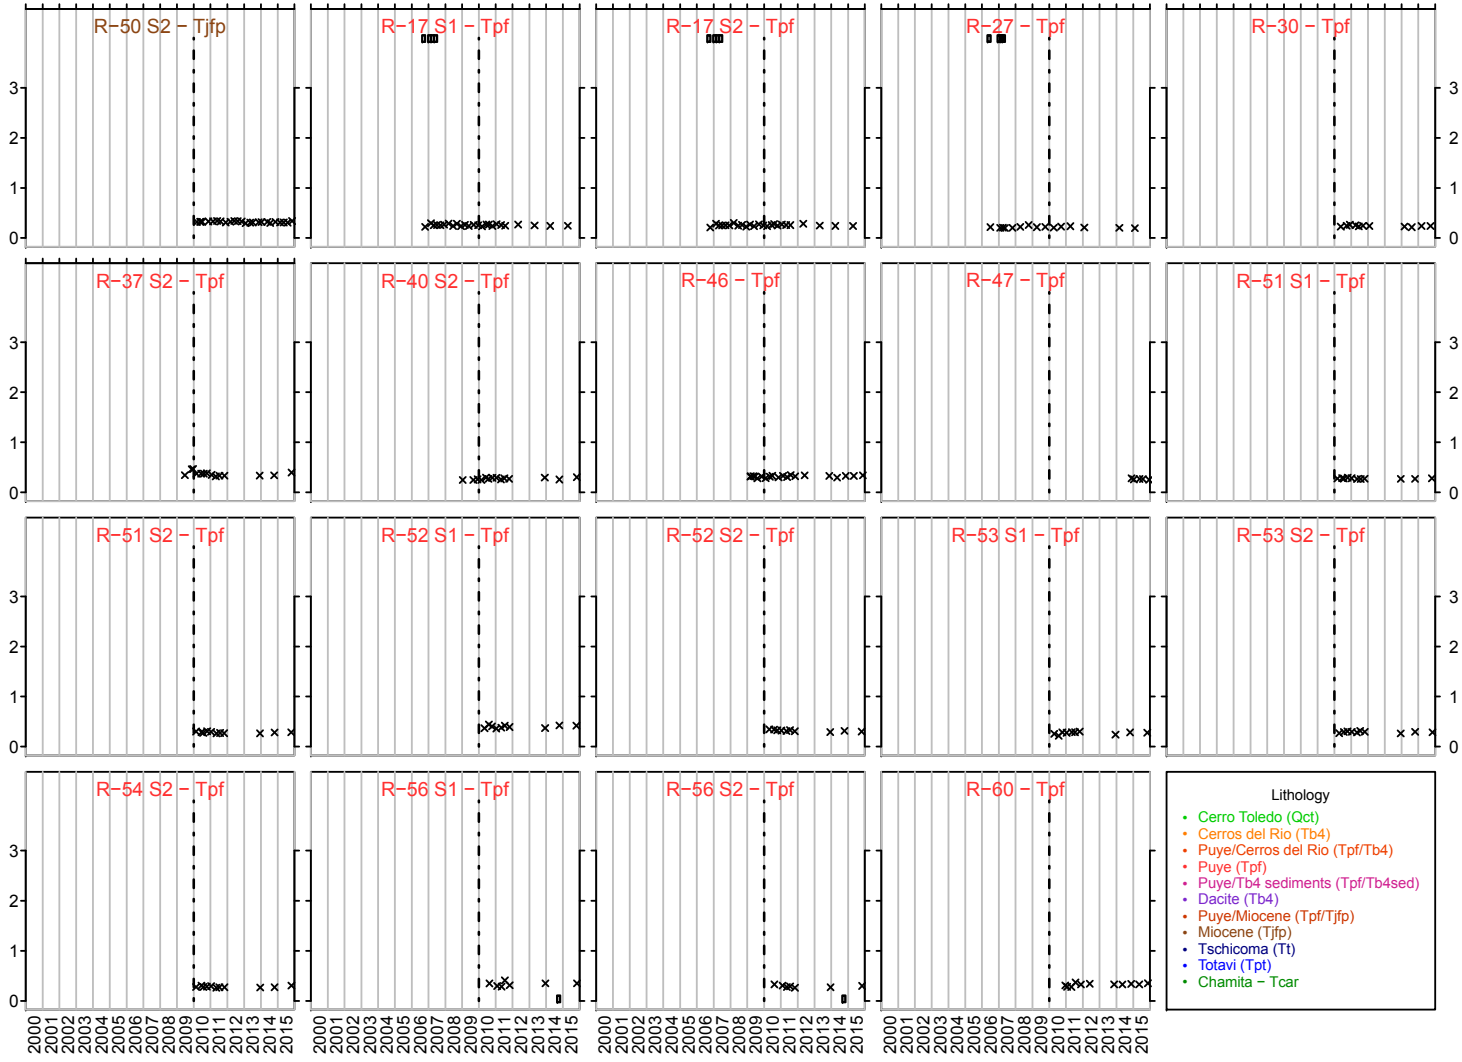 R−50 S2 − Tjfp
R−17 S1 − Tpf
R−17 S2 − Tpf
R−27 − Tpf
R−30 − Tpf
3 3
2 2
1 1
0 0
R−37 S2 − Tpf
R−40 S2 − Tpf
R−46 − Tpf
R−47 − Tpf
R−51 S1 − Tpf
3 3
2 2
1 1
0 0
R−51 S2 − Tpf
R−52 S1 − Tpf
R−52 S2 − Tpf
R−53 S1 − Tpf
R−53 S2 − Tpf
3 3
2 2
1 1
0 0
R−54 S2 − Tpf
R−56 S1 − Tpf
R−56 S2 − Tpf
R−60 − Tpf
3
2
1
0
2000 2001 2002 2003 2004 2005 2006 2007 2008 2009 2010 2011 2012 2013 2014 2015
2000 2001 2002 2003 2004 2005 2006 2007 2008 2009 2010 2011 2012 2013 2014 2015
2000 2001 2002 2003 2004 2005 2006 2007 2008 2009 2010 2011 2012 2013 2014 2015
2000 2001 2002 2003 2004 2005 2006 2007 2008 2009 2010 2011 2012 2013 2014 2015
Lithology
• Cerro Toledo (Qct)
• Cerros del Rio (Tb4)
• Puye/Cerros del Rio (Tpf/Tb4)
• Puye (Tpf)
• Puye/Tb4 sediments (Tpf/Tb4sed)
• Dacite (Tb4)
• Puye/Miocene (Tpf/Tjfp)
• Miocene (Tjfp)
• Tschicoma (Tt)
• Totavi (Tpt)
• Chamita − Tcar